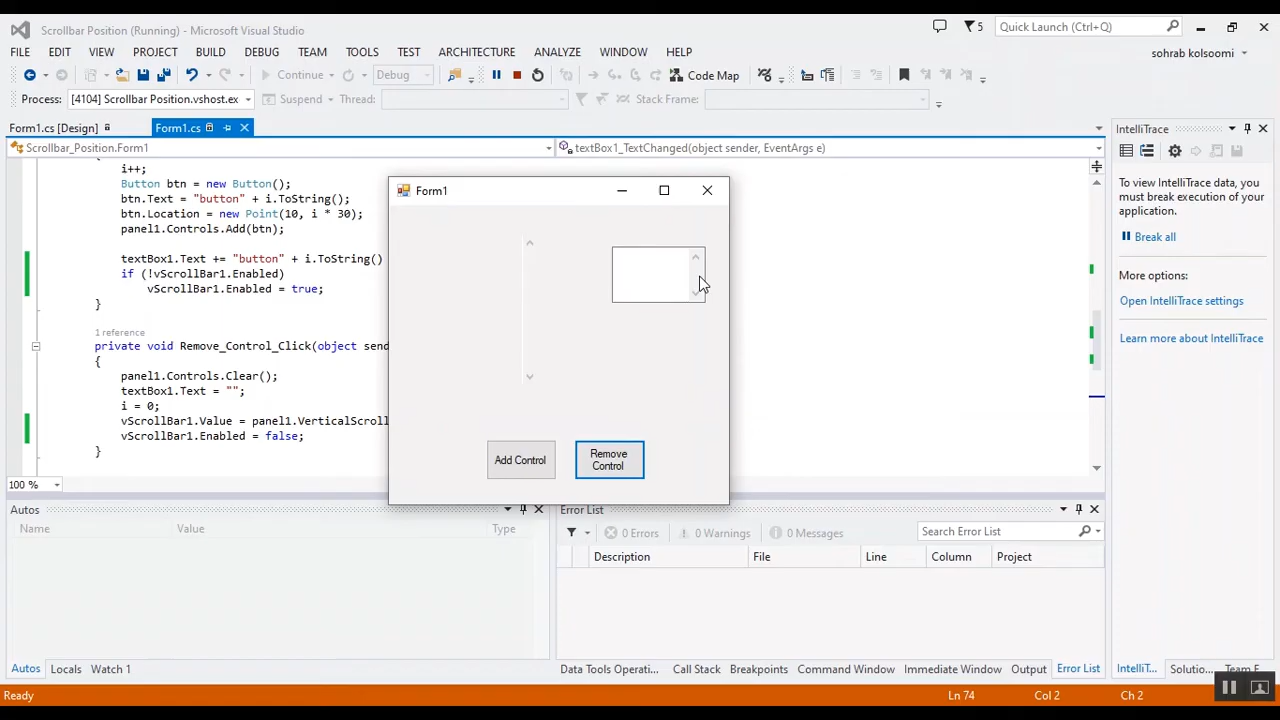 Scrollbar Position (Running) - Microsoft Visual Studio
5
Quick Launch (Ctrl+Q)
FILE EDIT VIEW PROJECT BUILD DEBUG TEAM TOOLS TEST ARCHITECTURE ANALYZE WINDOW HELP
sohrab kolsoomi
Continue Debug Code Map
Process: [4104] Scrollbar Position.vshost.ex Suspend Thread: Stack Frame:
Form1.cs [Design] Form1.cs
Scrollbar_Position.Form1 textBox1_TextChanged(object sender, EventArgs e)
{
i++;
Button btn = new Button();
btn.Text = "button" + i.ToString();
btn.Location = new Point(10, i * 30);
panel1.Controls.Add(btn);
textBox1.Text += "button" + i.ToString()
if (!vScrollBar1.Enabled)
vScrollBar1.Enabled = true;
}
1 reference
private void Remove_Control_Click(object send
{
panel1.Controls.Clear();
textBox1.Text = "";
i = 0;
vScrollBar1.Value = panel1.VerticalScroll
vScrollBar1.Enabled = false;
}
100 %
Form1
Add Control
Remove
Control
IntelliTrace
To view IntelliTrace data, you
must break execution of your
application.
Break all
More options:
Open IntelliTrace settings
Learn more about IntelliTrace
Autos
Name Value Type
Autos Locals Watch 1
Error List
0 Errors 0 Warnings 0 Messages
Search Error List
Description File Line Column Project
Data Tools Operati... Call Stack Breakpoints Command Window Immediate Window Output Error List
IntelliT... Solutio... Team E
Ready Ln 74 Col 2 Ch 2